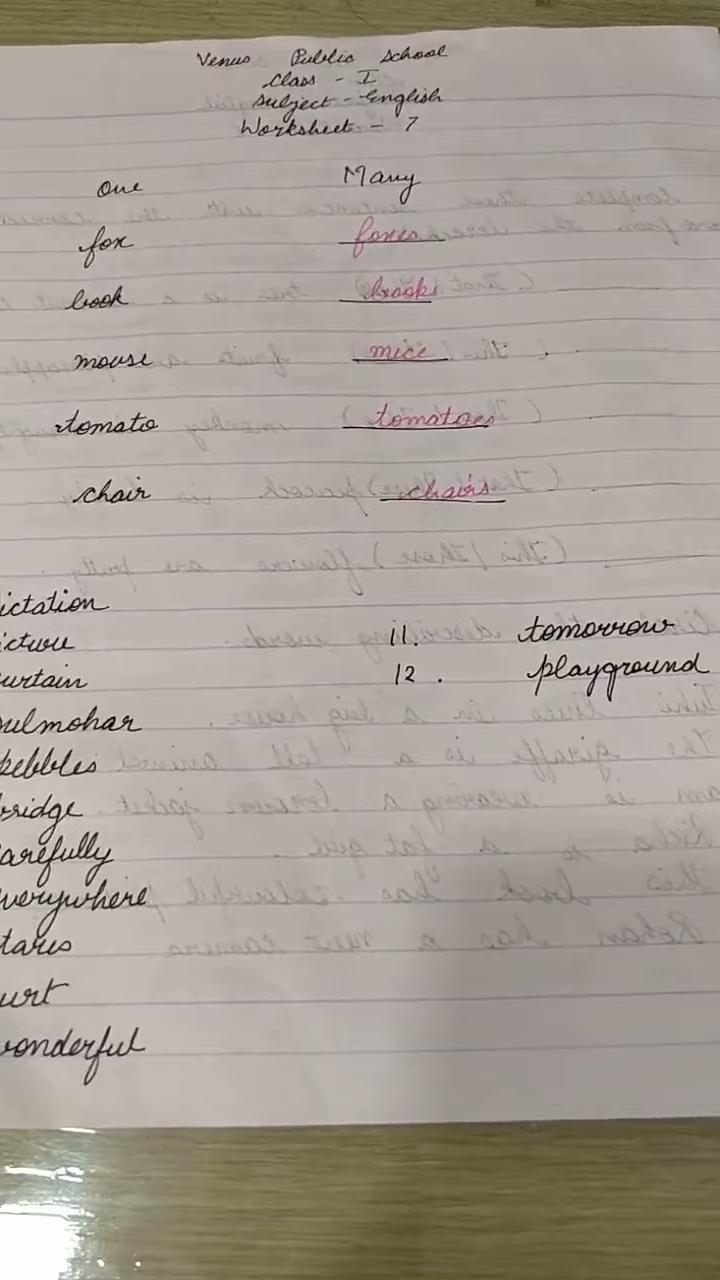 Venus Public School
Class - I
Subject - English
Worksheet - 7
One Many
fox foxes
book books
mouse mice
tomato tomatoes
chair chairs
ictation
icture 11. tomorrow
urtain 12. playground
ulmohar
pebbles
bridge
arefully
verywhere
tares
urt
wonderful